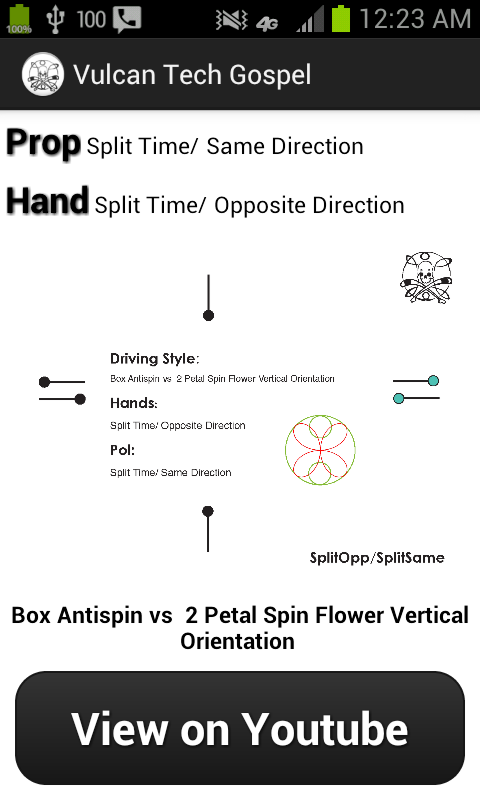 100% 100 4G 12:23 AM
Vulcan Tech Gospel
Prop Split Time/ Same Direction
Hand Split Time/ Opposite Direction
Driving Style:
Box Antispin vs 2 Petal Spin Flower Vertical Orientation
Hands:
Split Time/ Opposite Direction
Pol:
Split Time/ Same Direction
SplitOpp/SplitSame
Box Antispin vs 2 Petal Spin Flower Vertical
Orientation
View on Youtube